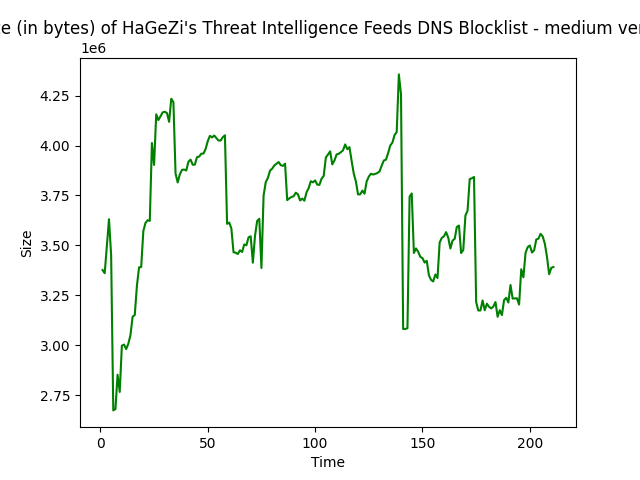 e (in bytes) of HaGeZi's Threat Intelligence Feeds DNS Blocklist - medium ver
1e6
4.25
4.00
3.75
3.50
3.25
3.00
2.75
Size
0 50 100 150 200
Time